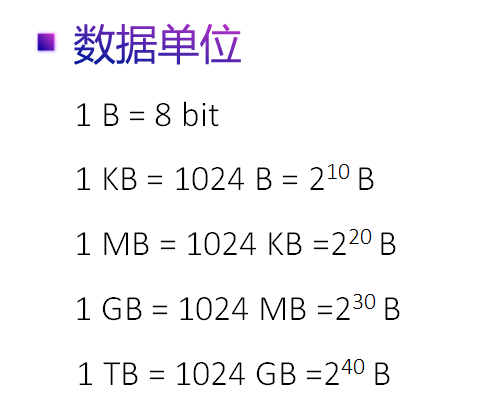 数据单位
1 B = 8 bit
1 KB = 1024 B = 2¹⁰ B
1 MB = 1024 KB =2²⁰ B
1 GB = 1024 MB =2³⁰ B
1 TB = 1024 GB =2⁴⁰ B